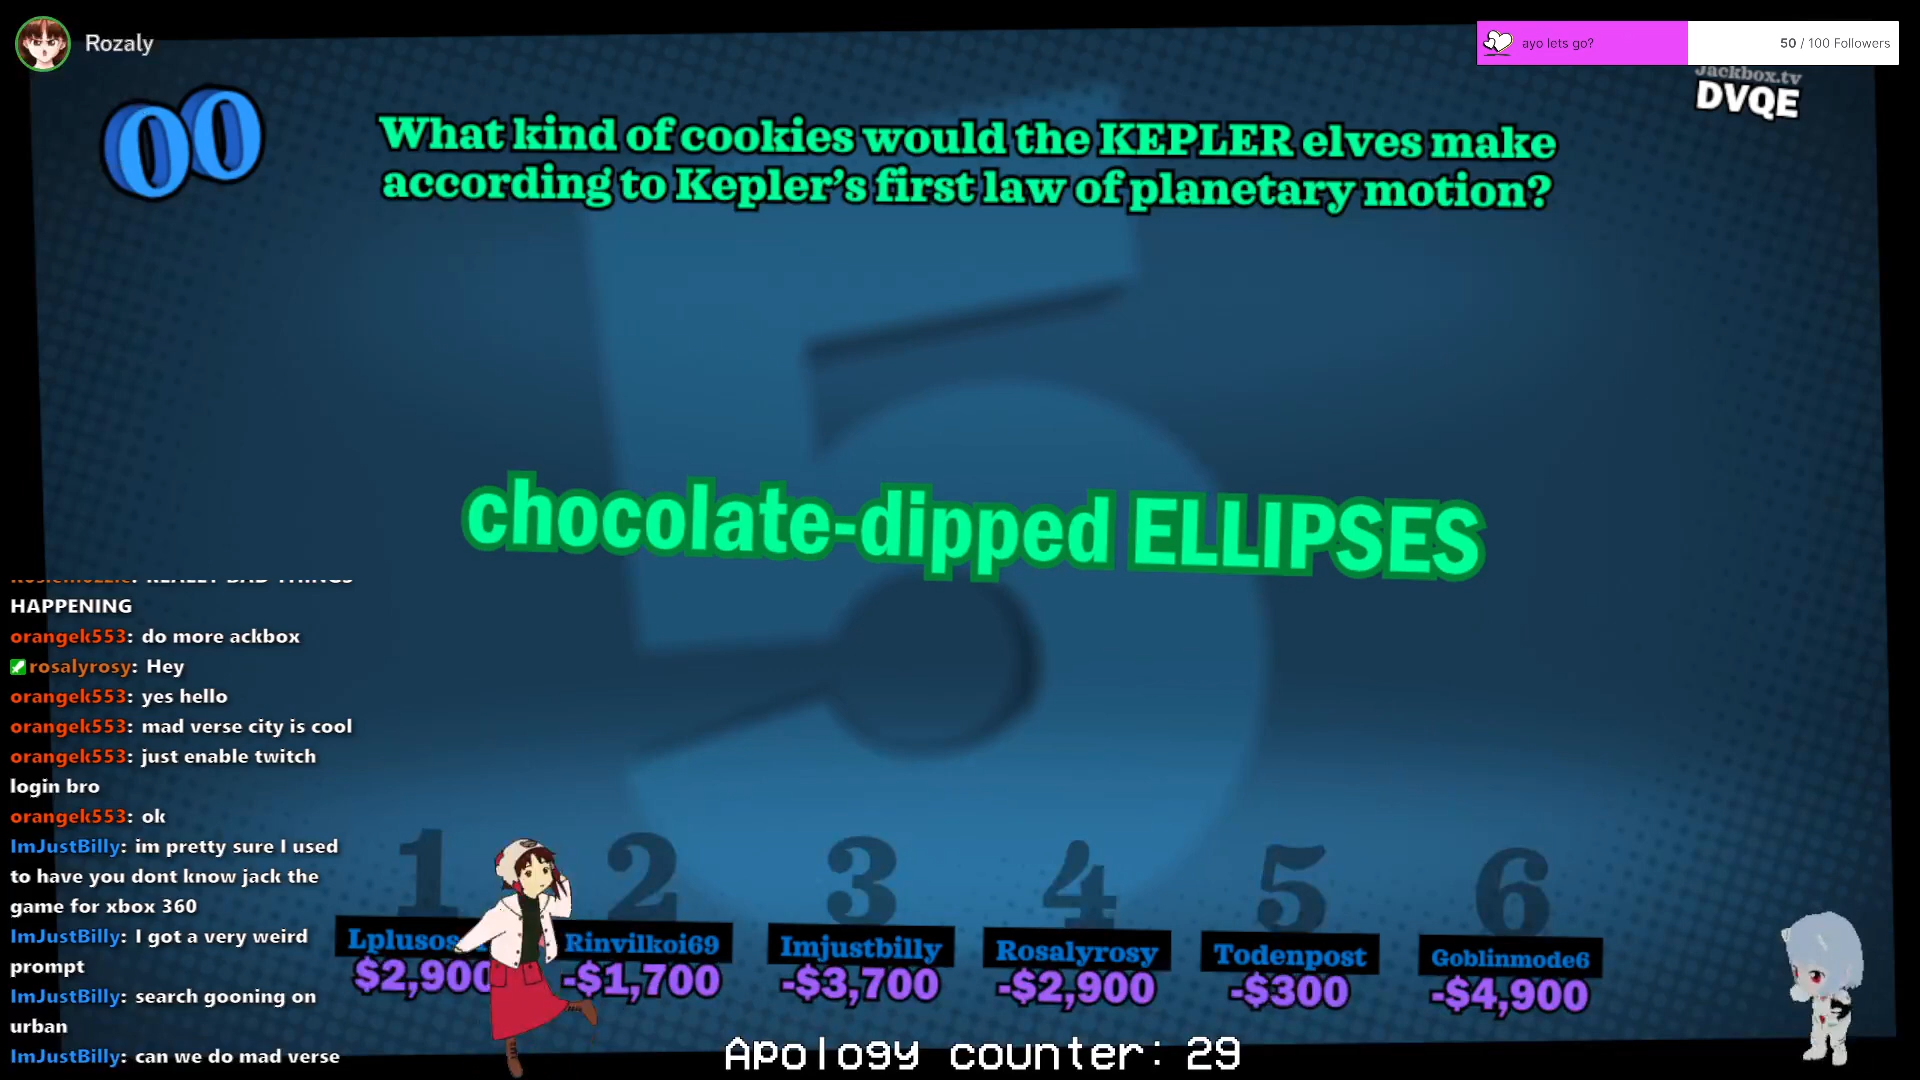 Rozaly
ayo lets go?
50 / 100 Followers
Jackbox.tv
DVQE
00
What kind of cookies would the KEPLER elves make
according to Kepler's first law of planetary motion?
5
chocolate-dipped ELLIPSES
HAPPENING
orangek553: do more ackbox
rosalyrosy: Hey
orangek553: yes hello
orangek553: mad verse city is cool
orangek553: just enable twitch
login bro
orangek553: ok
ImJustBilly: im pretty sure I used
to have you dont know jack the
game for xbox 360
ImJustBilly: I got a very weird
prompt
ImJustBilly: search gooning on
urban
ImJustBilly: can we do mad verse
1 2 3 4 5 6
Rinvilkoi69 Imjustbilly Rosalyrosy Todenpost Goblinmode6
$2,900 -$1,700 -$3,700 -$2,900 -$300 -$4,900
Apology counter: 29